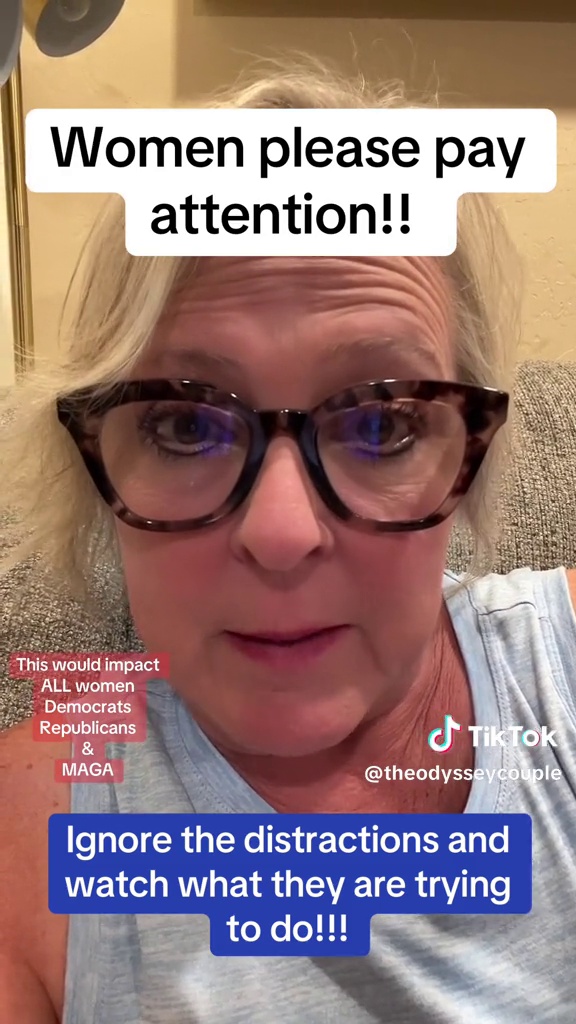 Women please pay
attention!!
This would impact
ALL women
Democrats
Republicans
&
MAGA
TikTok
@theodysseycouple
Ignore the distractions and
watch what they are trying
to do!!!